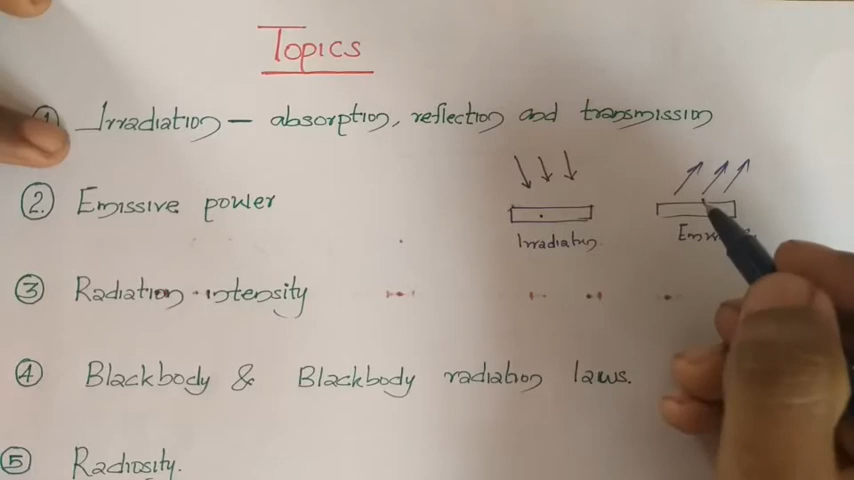 Topics
① Irradiation — absorption, reflection and transmission
② Emissive power
Irradiation
③ Radiation intensity
④ Blackbody & Blackbody radiation laws.
⑤ Radiosity.